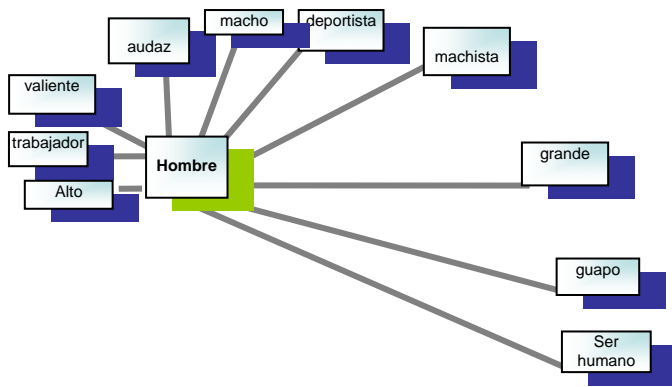 macho
deportista
audaz
machista
valiente
trabajador
Hombre
grande
Alto
guapo
Ser
humano